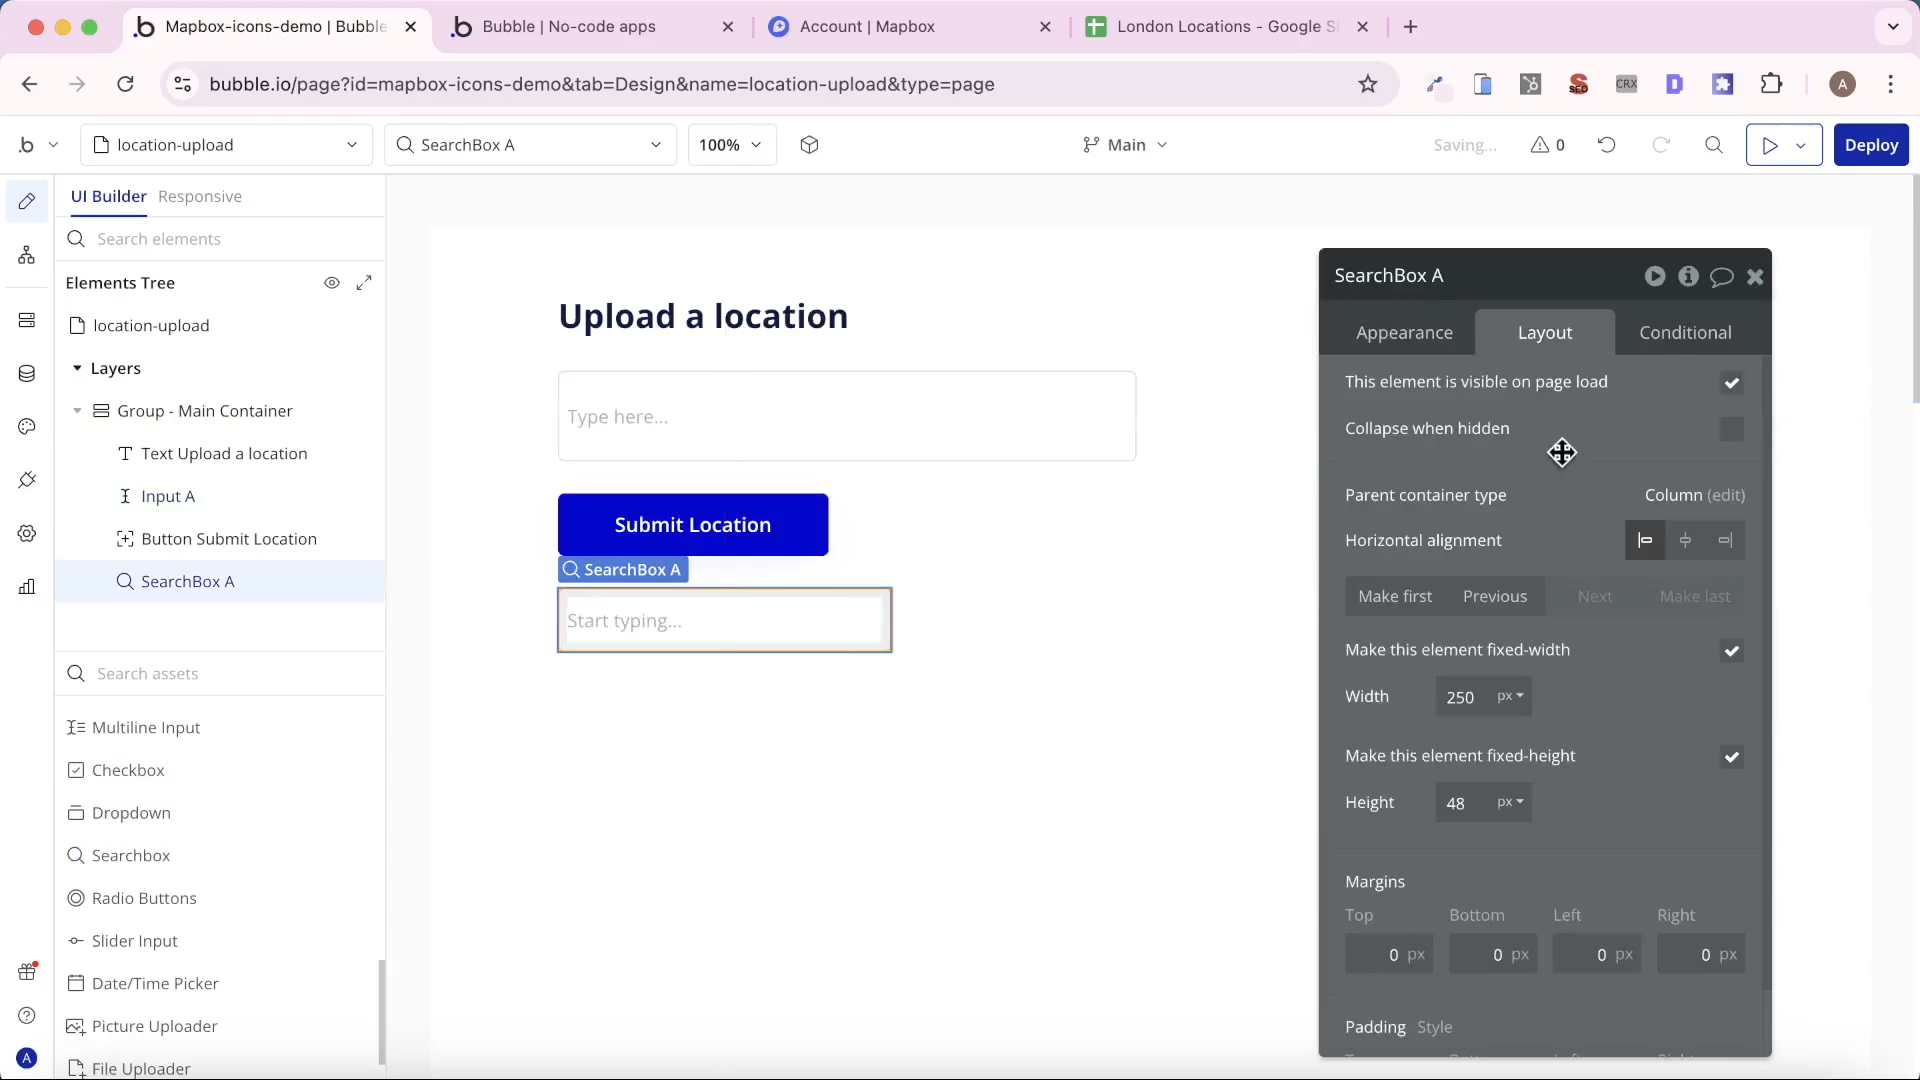 Mapbox-icons-demo | Bubble
Bubble | No-code apps
Account | Mapbox
London Locations - Google S
bubble.io/page?id=mapbox-icons-demo&tab=Design&name=location-upload&type=page
SEO
CRX
A
.b
location-upload
SearchBox A
100%
Main
Saving...
0
Deploy
UI Builder
Responsive
Search elements
Elements Tree
location-upload
Layers
Group - Main Container
Text Upload a location
Input A
Button Submit Location
SearchBox A
Search assets
Multiline Input
Checkbox
Dropdown
Searchbox
Radio Buttons
Slider Input
Date/Time Picker
Picture Uploader
File Uploader
A
Upload a location
Type here...
Submit Location
SearchBox A
Start typing...
SearchBox A
Appearance
Layout
Conditional
This element is visible on page load
Collapse when hidden
Parent container type
Column (edit)
Horizontal alignment
Make first
Previous
Next
Make last
Make this element fixed-width
Width
250 px
Make this element fixed-height
Height
48 px
Margins
Top
Bottom
Left
Right
0 px
0 px
0 px
0 px
Padding
Style